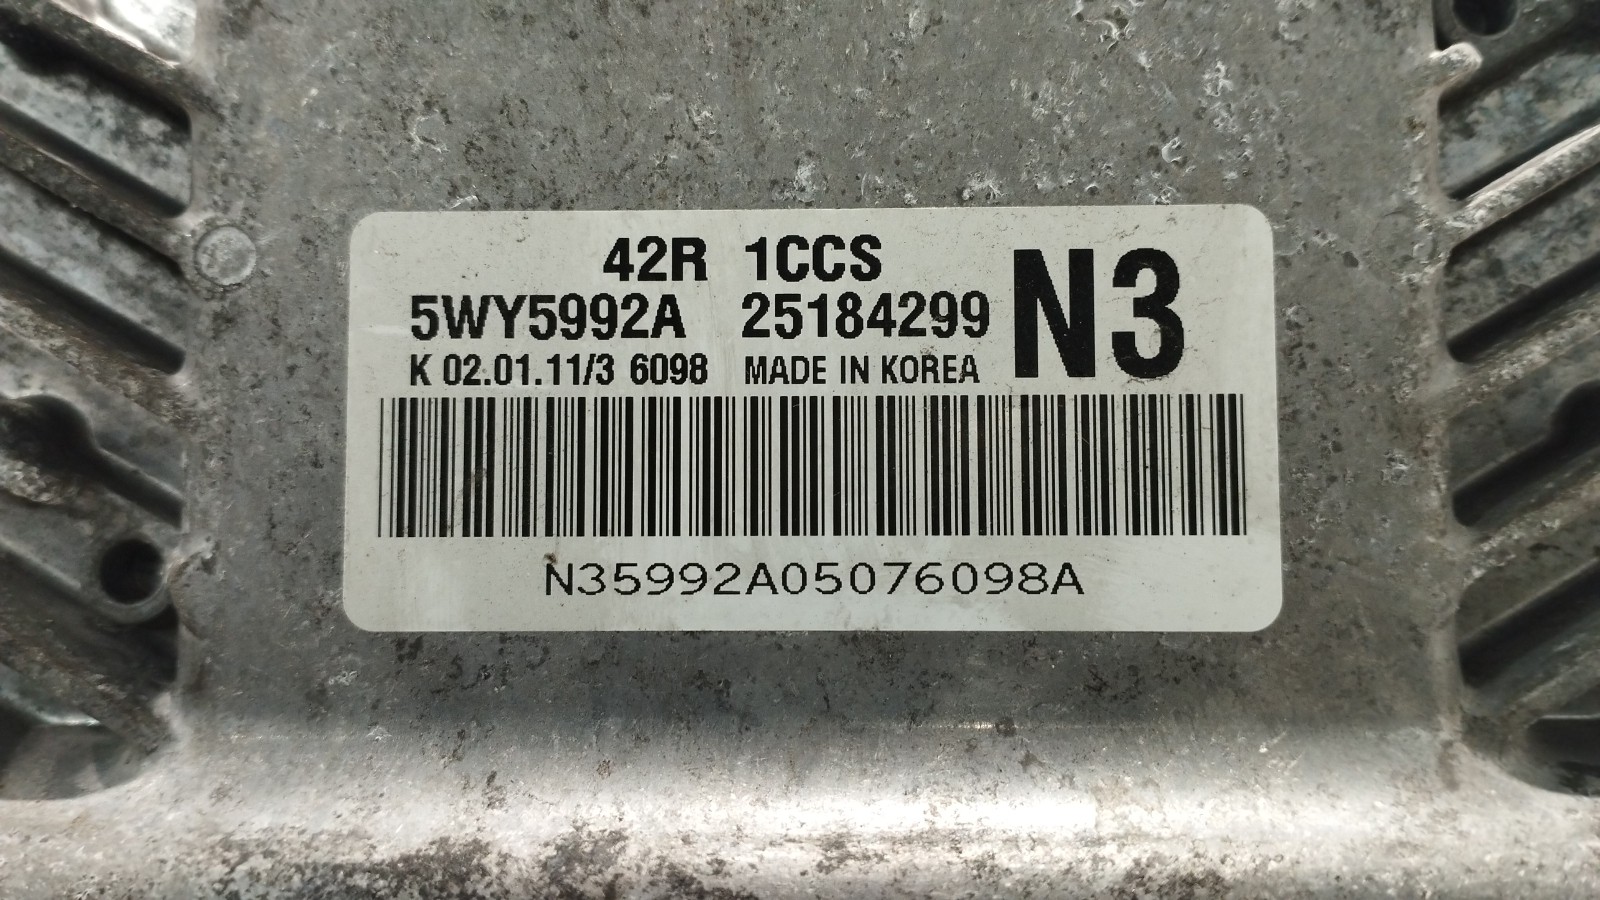 42R 1CCS
5WY5992A 25184299 N3
K 02.01.11/3 6098 MADE IN KOREA
N35992A05076098A